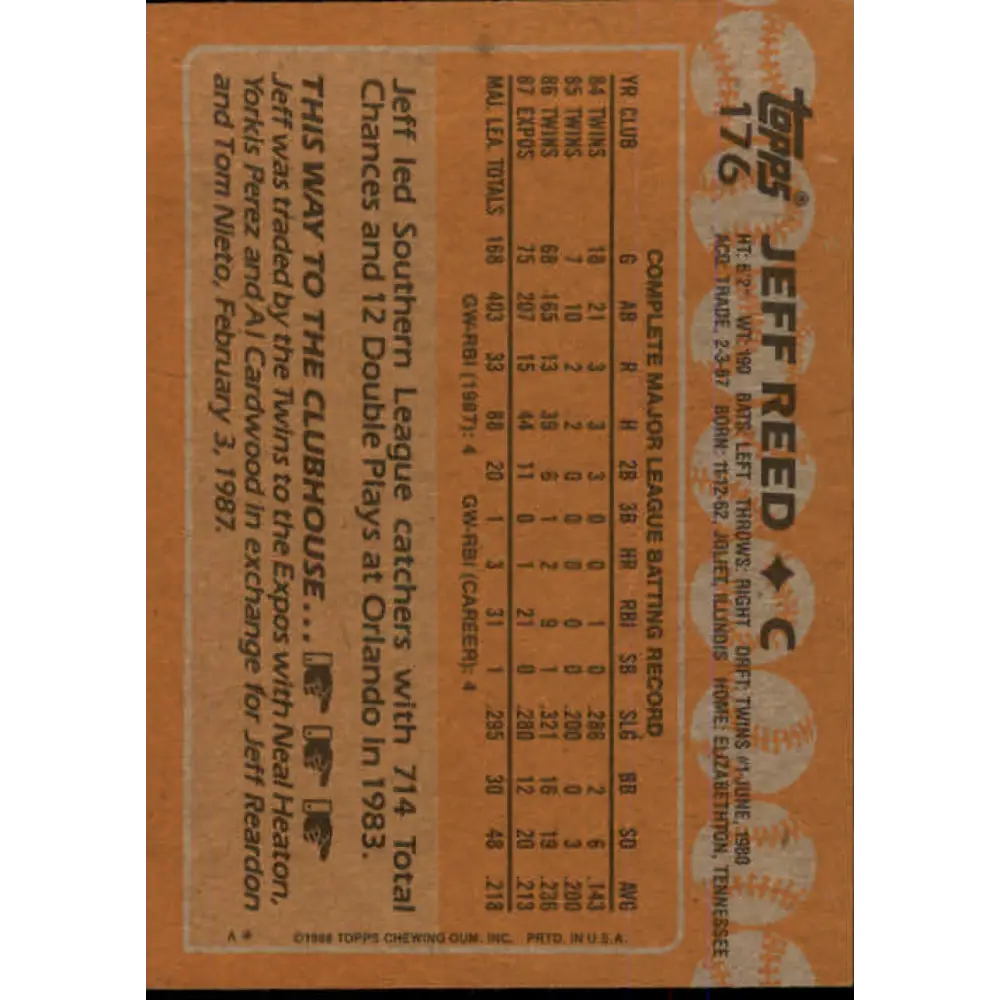 topps® JEFF REED ✦ C
176 HT: 6'2" WT: 190 BATS: LEFT THROWS: RIGHT DRFT: TWINS #1-JUNE, 1980
ACQ: TRADE, 2-3-87 BORN: 11-12-62, JOLIET, ILLINOIS HOME: ELIZABETHTON, TENNESSEE
COMPLETE MAJOR LEAGUE BATTING RECORD
YR CLUB G AB R H 2B 3B HR RBI SB SLG BB SO AVG
84 TWINS 18 21 3 3 3 0 0 1 0 .286 2 6 .143
85 TWINS 7 10 2 2 0 0 0 0 0 .200 0 3 .200
86 TWINS 68 165 13 39 6 1 2 9 1 .321 16 19 .236
87 EXPOS 75 207 15 44 11 0 1 21 0 .280 12 20 .213
MAJ. LEA. TOTALS 168 403 33 88 20 1 3 31 1 .295 30 48 .218
GW-RBI (1987): 4 GW-RBI (CAREER): 4
Jeff led Southern League catchers with 714 Total
Chances and 12 Double Plays at Orlando in 1983.
THIS WAY TO THE CLUBHOUSE...
Jeff was traded by the Twins to the Expos with Neal Heaton,
Yorkis Perez and Al Cardwood in exchange for Jeff Reardon
and Tom Nieto, February 3, 1987.
©1988 TOPPS CHEWING GUM, INC. PRTD. IN U.S.A.
A *